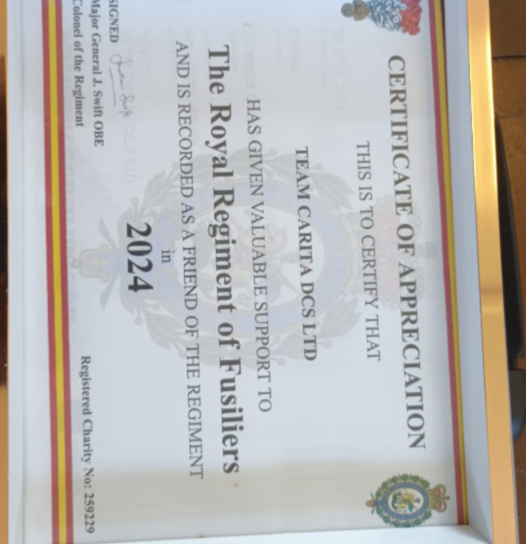 CERTIFICATE OF APPRECIATION
THIS IS TO CERTIFY THAT
TEAM CARITA DCS LTD
HAS GIVEN VALUABLE SUPPORT TO
The Royal Regiment of Fusiliers
AND IS RECORDED AS A FRIEND OF THE REGIMENT
in
2024
SIGNED
Major General J. Swift OBE
Colonel of the Regiment
Registered Charity No: 259229